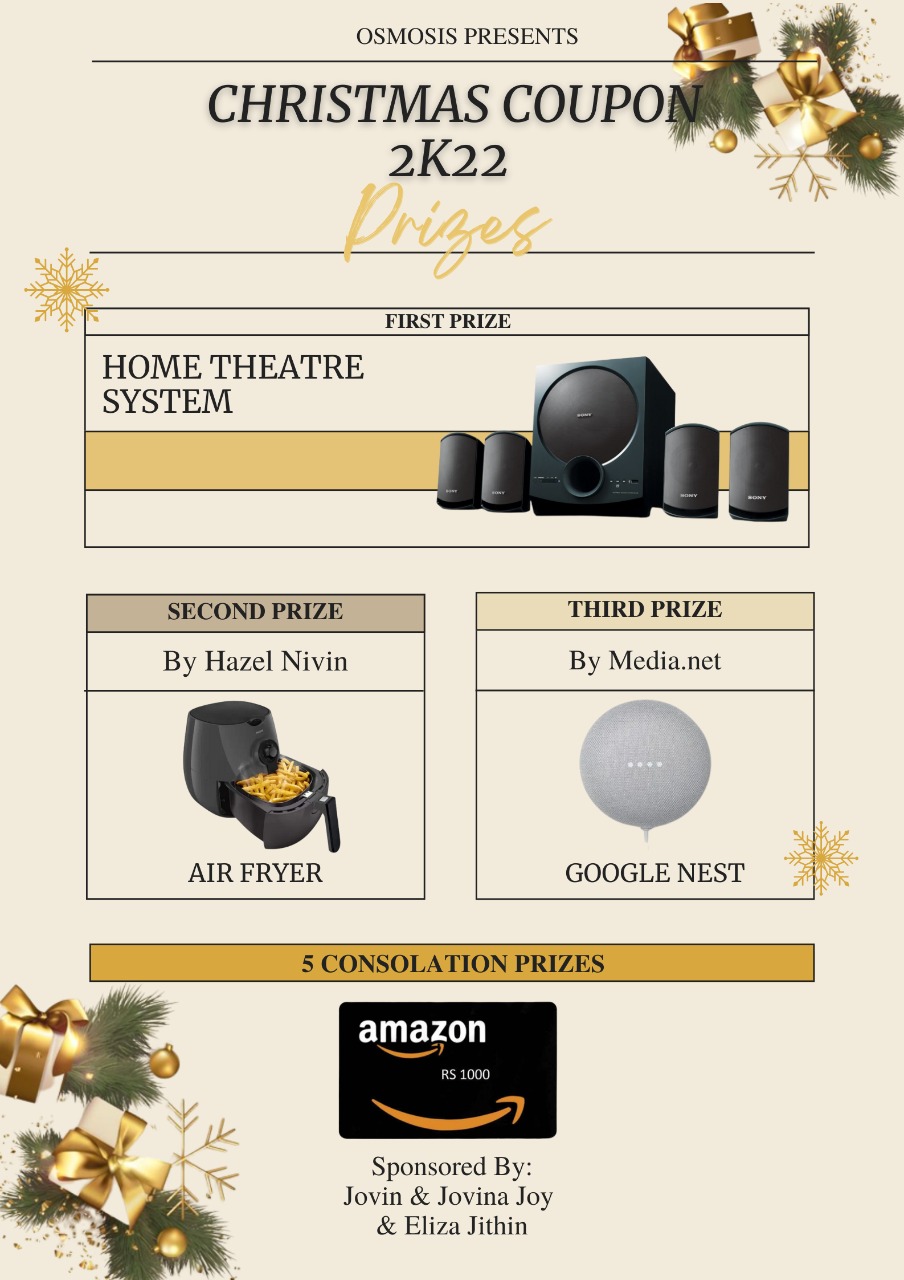 OSMOSIS PRESENTS
CHRISTMAS COUPON
2K22
Prizes
FIRST PRIZE
HOME THEATRE
SYSTEM
SONY
SONY
SONY
SONY
SONY
SECOND PRIZE
By Hazel Nivin
AIR FRYER
THIRD PRIZE
By Media.net
GOOGLE NEST
5 CONSOLATION PRIZES
amazon
RS 1000
Sponsored By:
Jovin & Jovina Joy
& Eliza Jithin